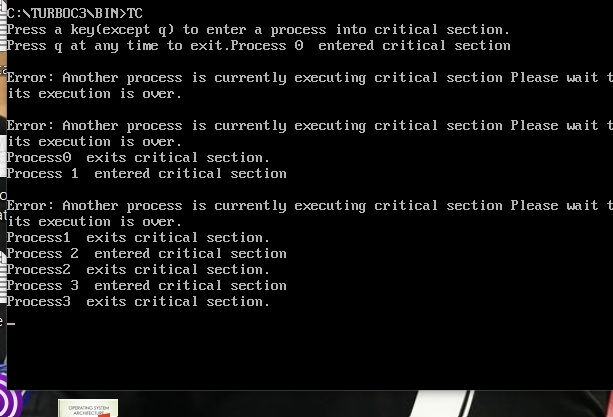 C:\TURBOC3\BIN>TC
Press a key(except q) to enter a process into critical section.
Press q at any time to exit.Process 0  entered critical section
Error: Another process is currently executing critical section Please wait t
its execution is over.
Error: Another process is currently executing critical section Please wait t
its execution is over.
Process0  exits critical section.
Process 1  entered critical section
Error: Another process is currently executing critical section Please wait t
its execution is over.
Process1  exits critical section.
Process 2  entered critical section
Process2  exits critical section.
Process 3  entered critical section
Process3  exits critical section.
OPERATING SYSTEM
ARCHITECTURE